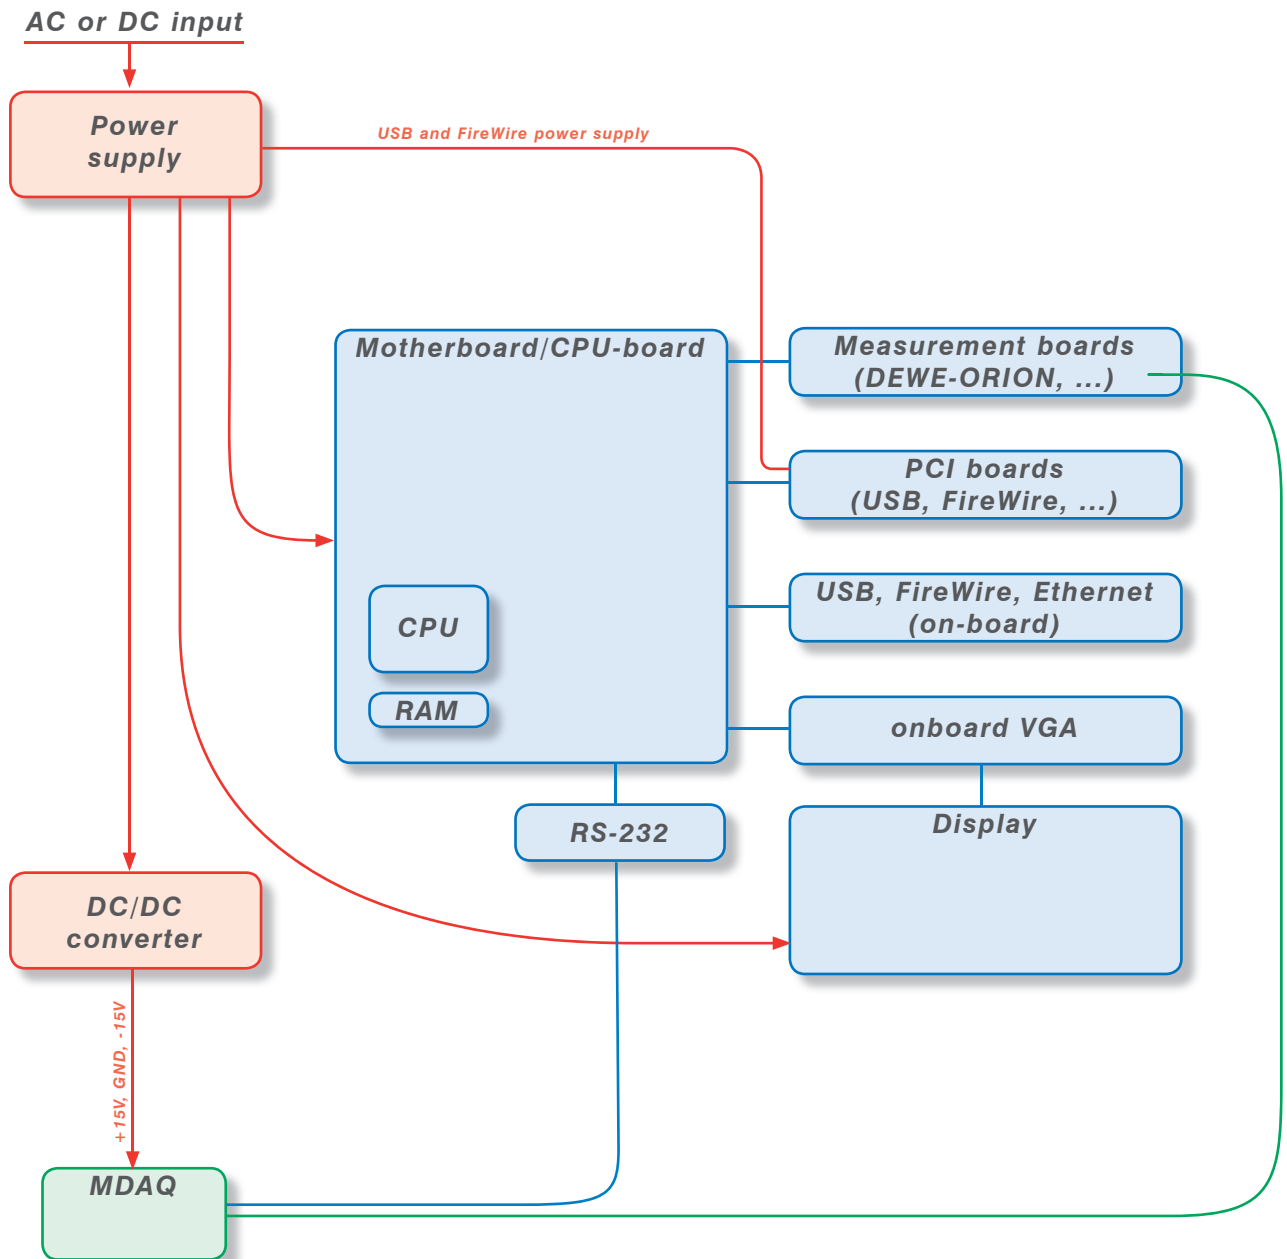 AC or DC input
Power
supply
USB and FireWire power supply
Motherboard/CPU-board
Measurement boards
(DEWE-ORION, ...)
PCI boards
(USB, FireWire, ...)
CPU
USB, FireWire, Ethernet
(on-board)
RAM
onboard VGA
RS-232
Display
DC/DC
converter
+15V, GND, -15V
MDAQ